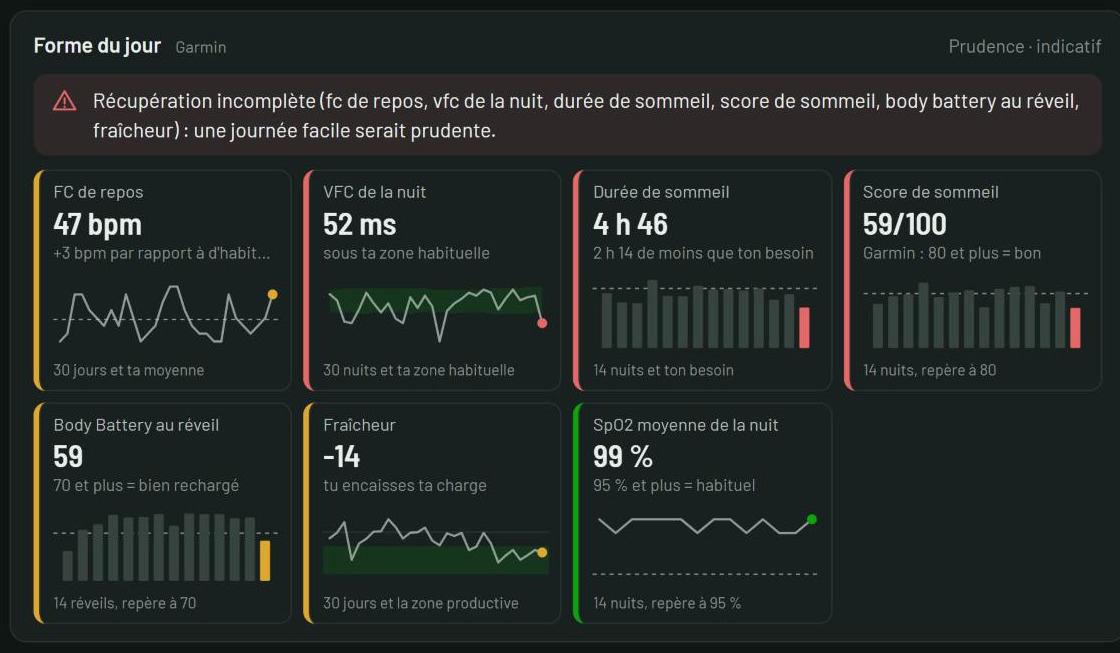 Forme du jour Garmin
Prudence · indicatif
Récupération incomplète (fc de repos, vfc de la nuit, durée de sommeil, score de sommeil, body battery au réveil,
fraîcheur) : une journée facile serait prudente.
FC de repos
47 bpm
+3 bpm par rapport à d'habit...
30 jours et ta moyenne
VFC de la nuit
52 ms
sous ta zone habituelle
30 nuits et ta zone habituelle
Durée de sommeil
4 h 46
2 h 14 de moins que ton besoin
14 nuits et ton besoin
Score de sommeil
59/100
Garmin : 80 et plus = bon
14 nuits, repère à 80
Body Battery au réveil
59
70 et plus = bien rechargé
14 réveils, repère à 70
Fraîcheur
-14
tu encaisses ta charge
30 jours et la zone productive
SpO2 moyenne de la nuit
99 %
95 % et plus = habituel
14 nuits, repère à 95 %